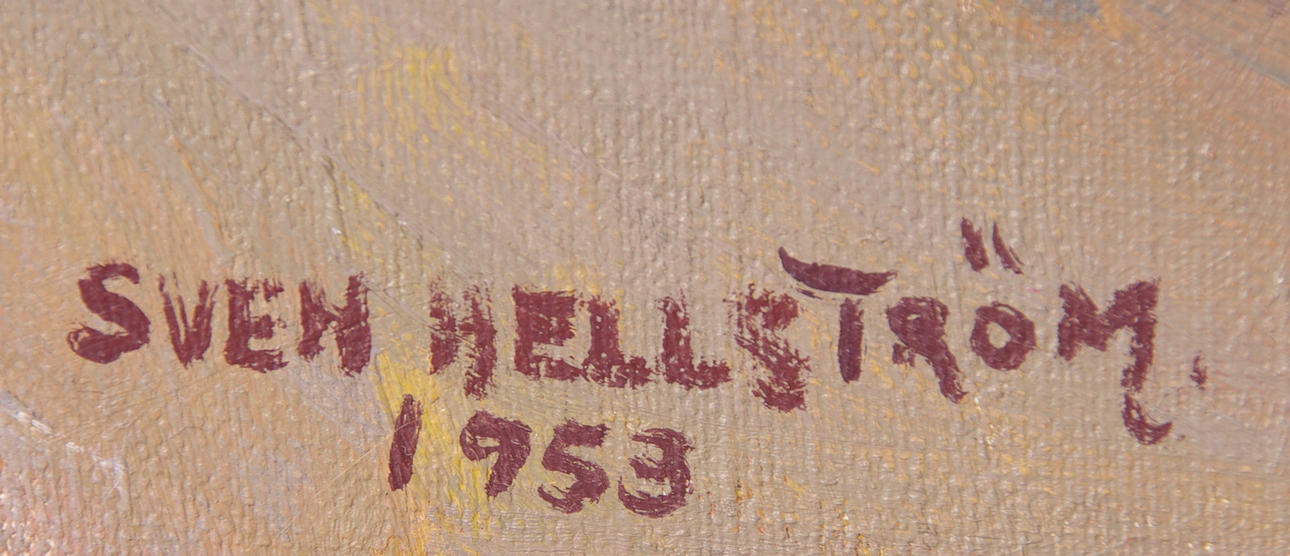 SVEN HELLSTRÖM.
1953